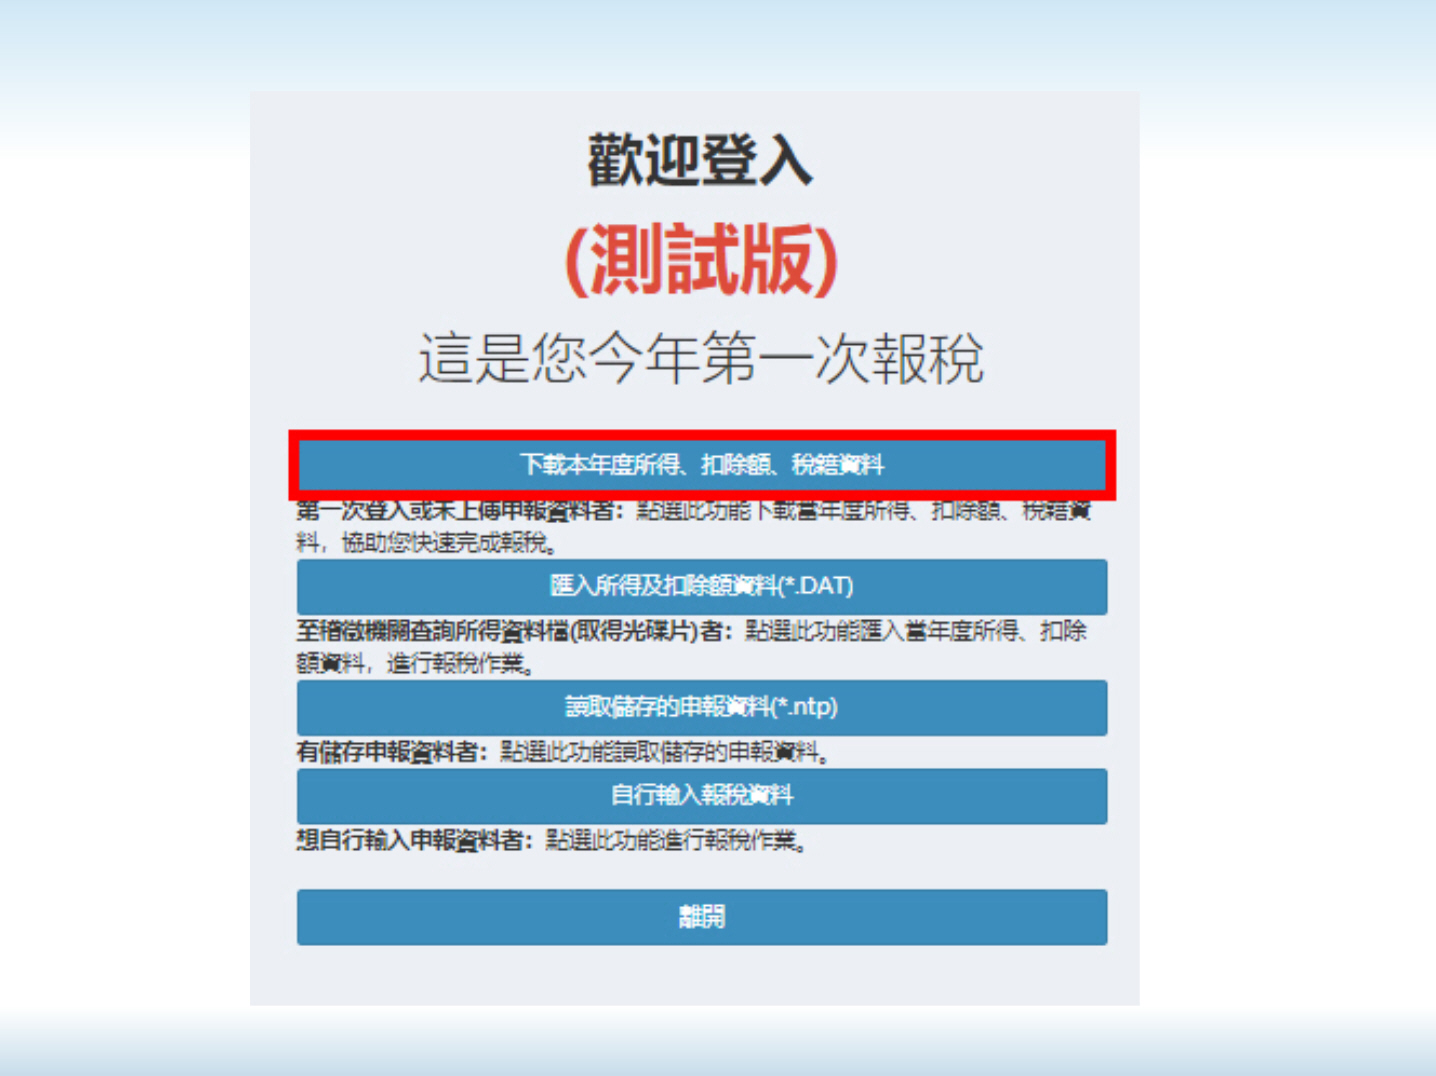 歡迎登入
(測試版)
這是您今年第一次報稅
下載本年度所得、扣除額、稅籍資料
第一次登入或未上傳申報資料者：點選此功能下載當年度所得、扣除額、稅籍資
料，協助您快速完成報稅。
匯入所得及扣除額資料(*.DAT)
至稽徵機關查詢所得資料檔(取得光碟片)者：點選此功能匯入當年度所得、扣除
額資料，進行報稅作業。
讀取儲存的申報資料(*.ntp)
有儲存申報資料者：點選此功能讀取儲存的申報資料。
自行輸入報稅資料
想自行輸入申報資料者：點選此功能進行報稅作業。
離開